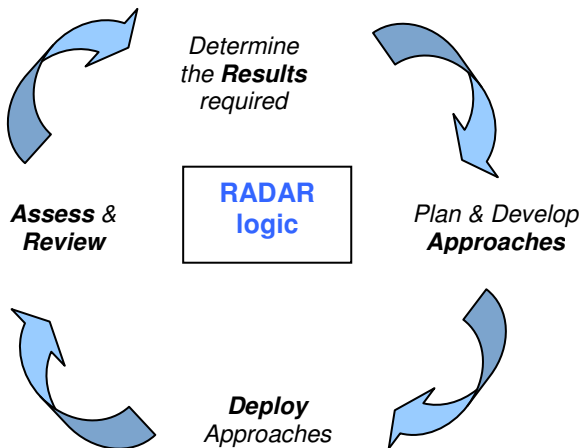 Determine
the Results
required
RADAR
logic
Assess &
Review
Plan & Develop
Approaches
Deploy
Approaches